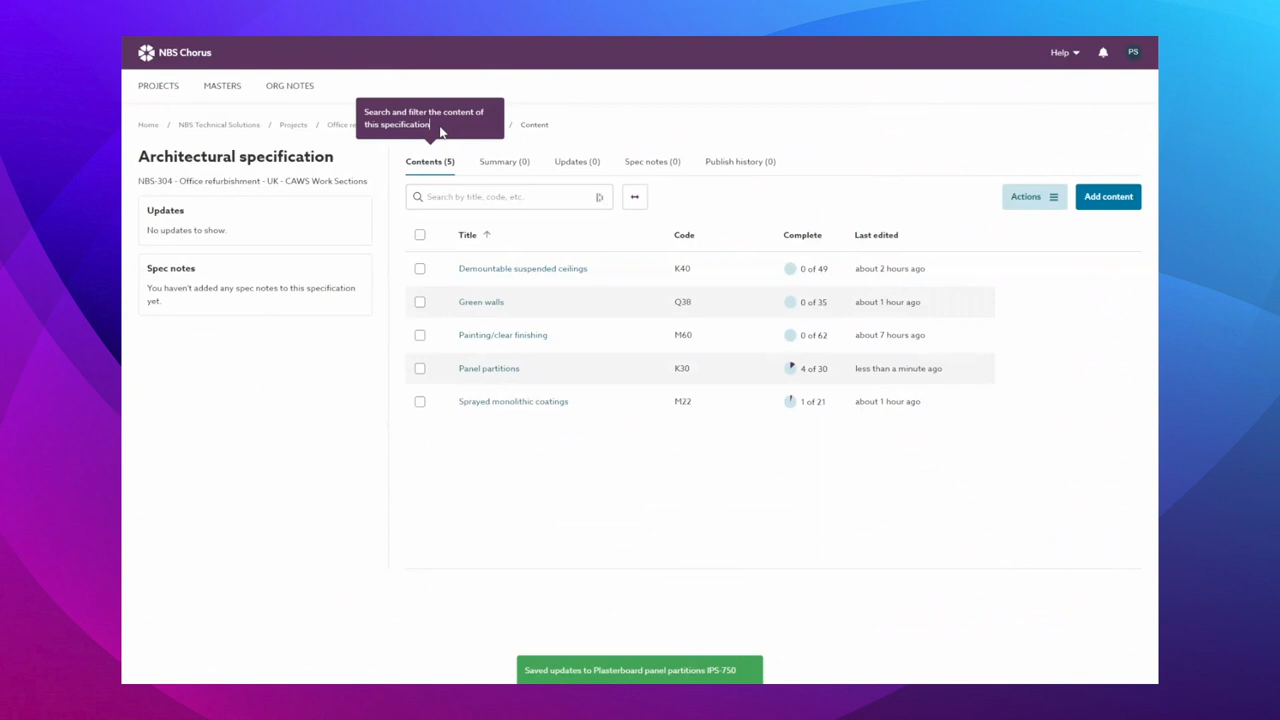 NBS Chorus
Help
PS
PROJECTS MASTERS ORG NOTES
Search and filter the content of
this specification
Home / NBS Technical Solutions / Projects / Office re / Content
Architectural specification
NBS-304 - Office refurbishment - UK - CAWS Work Sections
Updates
No updates to show.
Spec notes
You haven't added any spec notes to this specification
yet.
Contents (5) Summary (0) Updates (0) Spec notes (0) Publish history (0)
Search by title, code, etc.
Actions
Add content
Title Code Complete Last edited
Demountable suspended ceilings K40 0 of 49 about 2 hours ago
Green walls Q38 0 of 35 about 1 hour ago
Painting/clear finishing M60 0 of 62 about 7 hours ago
Panel partitions K30 4 of 30 less than a minute ago
Sprayed monolithic coatings M22 1 of 21 about 1 hour ago
Saved updates to Plasterboard panel partitions IPS-750